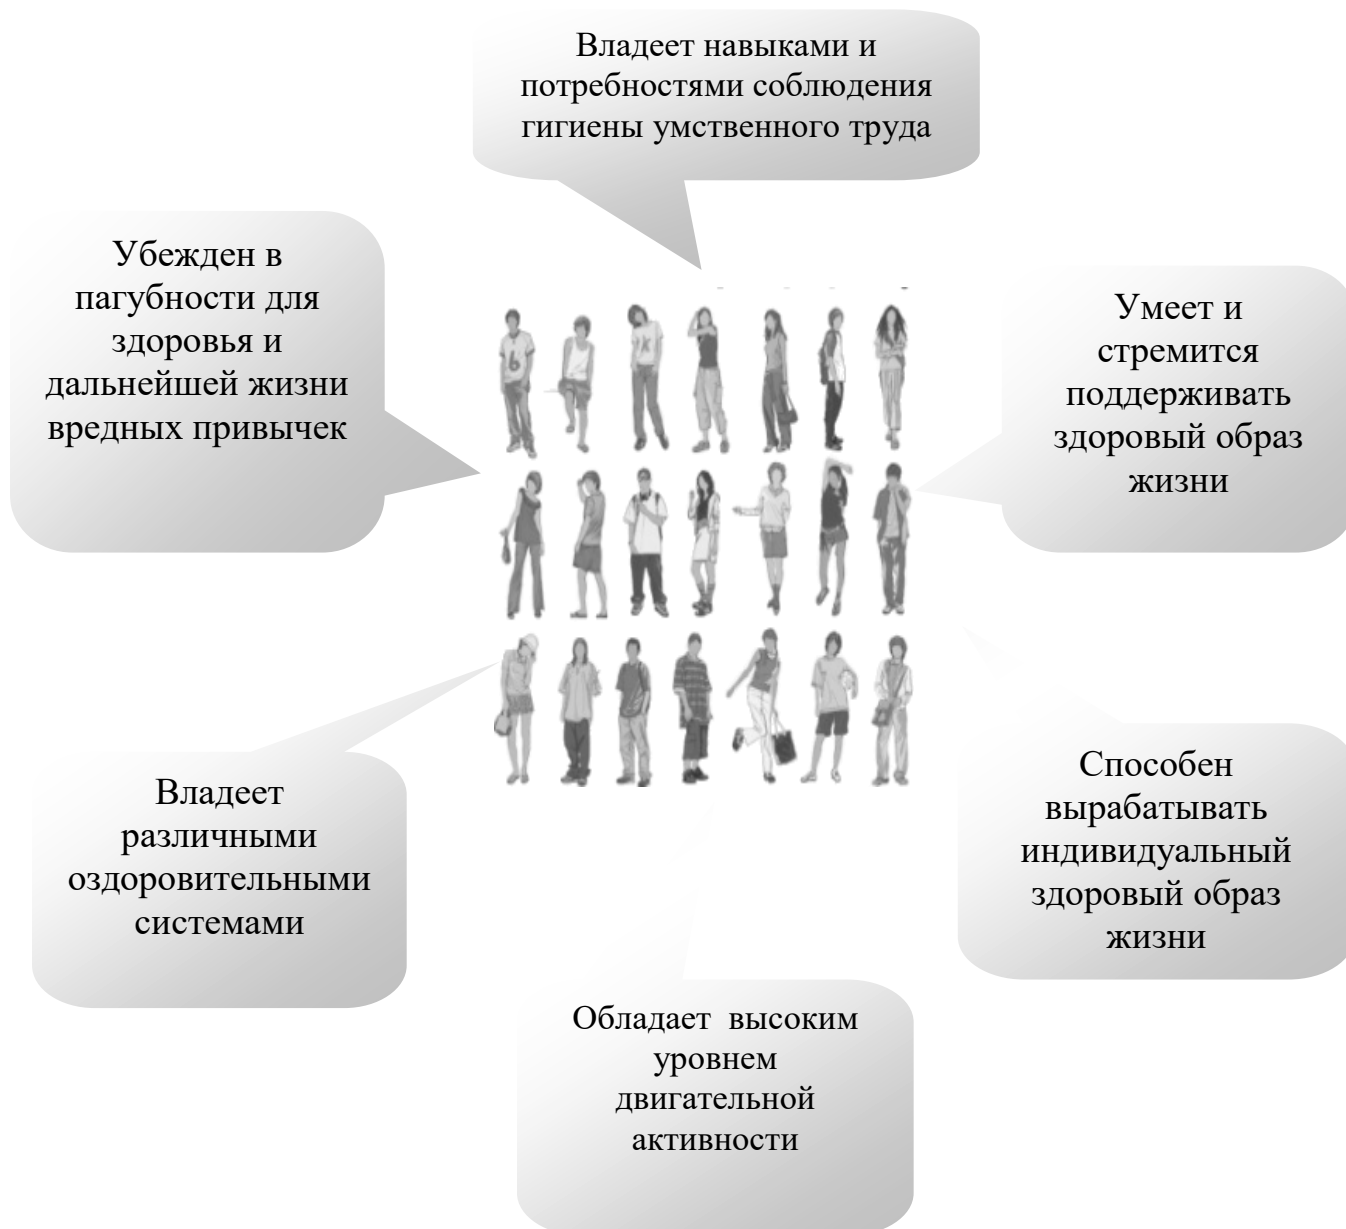 Владеет навыками и
потребностями соблюдения
гигиены умственного труда
Убежден в
пагубности для
здоровья и
дальнейшей жизни
вредных привычек
Умеет и
стремится
поддерживать
здоровый образ
жизни
Владеет
различными
оздоровительными
системами
Способен
вырабатывать
индивидуальный
здоровый образ
жизни
Обладает высоким
уровнем
двигательной
активности